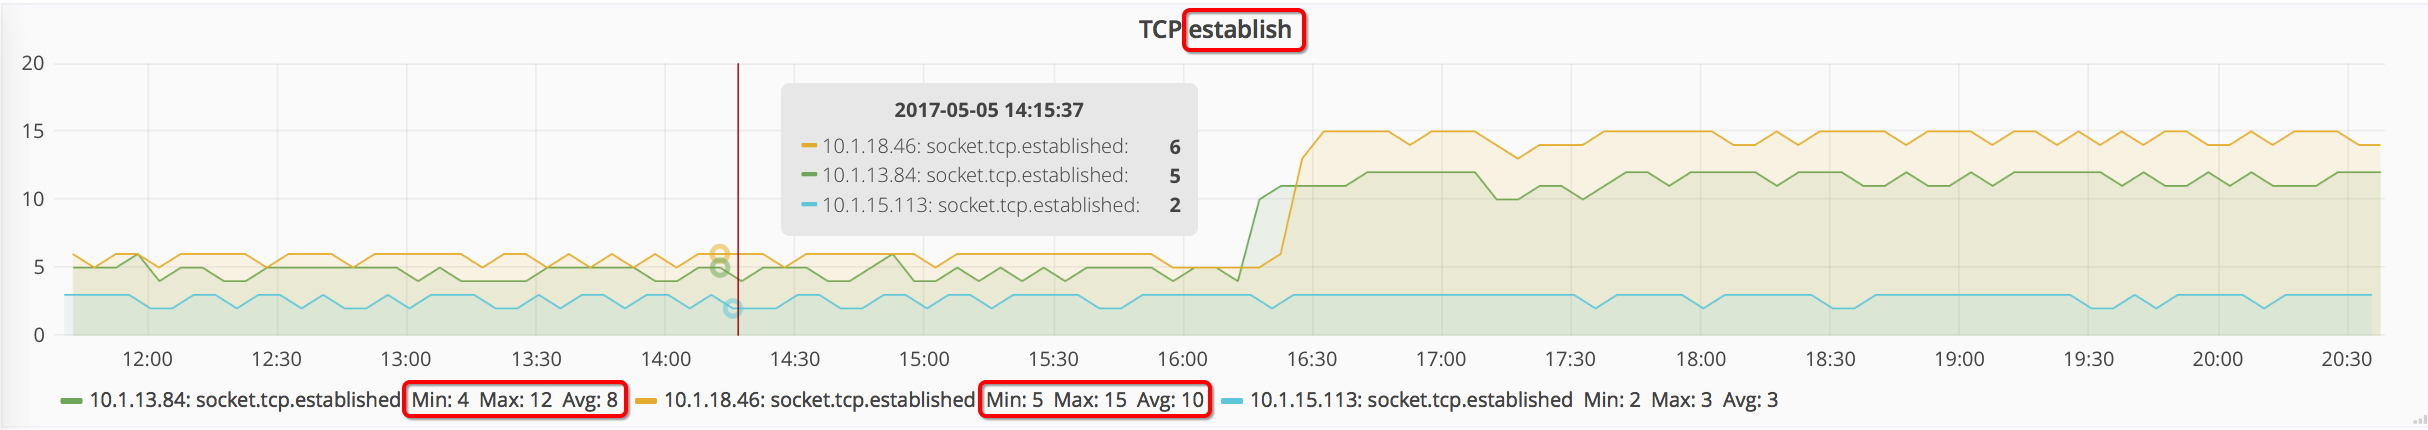 TCP establish
20
15
10
5
0
2017-05-05 14:15:37
10.1.18.46: socket.tcp.established: 6
10.1.13.84: socket.tcp.established: 5
10.1.15.113: socket.tcp.established: 2
12:00 12:30 13:00 13:30 14:00 14:30 15:00 15:30 16:00 16:30 17:00 17:30 18:00 18:30 19:00 19:30 20:00 20:30
10.1.13.84: socket.tcp.established Min: 4 Max: 12 Avg: 8 10.1.18.46: socket.tcp.established Min: 5 Max: 15 Avg: 10 10.1.15.113: socket.tcp.established Min: 2 Max: 3 Avg: 3